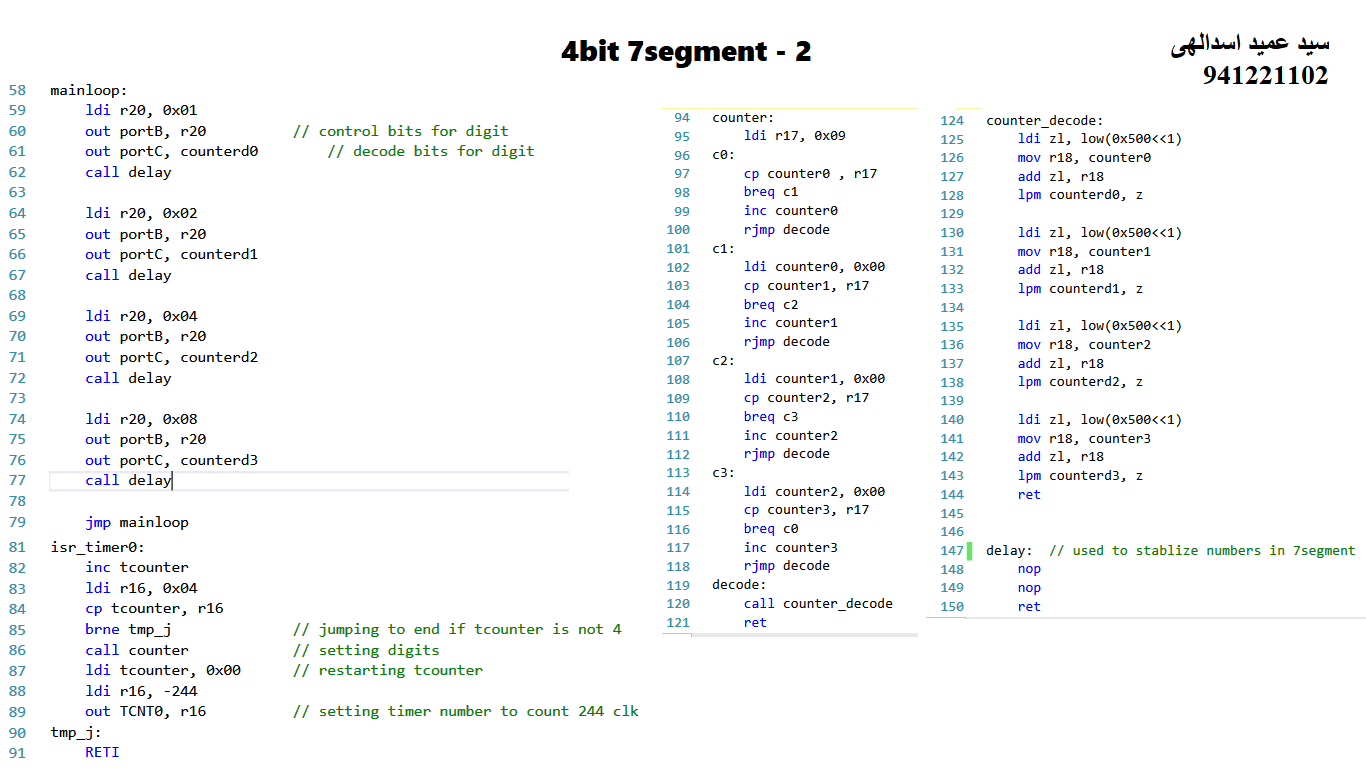 4bit 7segment - 2
سید عمید اسدالهی
941221102
58 mainloop:
59 ldi r20, 0x01
60 out portB, r20 // control bits for digit
61 out portC, counterd0 // decode bits for digit
62 call delay
63
64 ldi r20, 0x02
65 out portB, r20
66 out portC, counterd1
67 call delay
68
69 ldi r20, 0x04
70 out portB, r20
71 out portC, counterd2
72 call delay
73
74 ldi r20, 0x08
75 out portB, r20
76 out portC, counterd3
77 call delay
78
79 jmp mainloop
81 isr_timer0:
82 inc tcounter
83 ldi r16, 0x04
84 cp tcounter, r16
85 brne tmp_j // jumping to end if tcounter is not 4
86 call counter // setting digits
87 ldi tcounter, 0x00 // restarting tcounter
88 ldi r16, -244
89 out TCNT0, r16 // setting timer number to count 244 clk
90 tmp_j:
91 RETI
94 counter:
95 ldi r17, 0x09
96 c0:
97 cp counter0 , r17
98 breq c1
99 inc counter0
100 rjmp decode
101 c1:
102 ldi counter0, 0x00
103 cp counter1, r17
104 breq c2
105 inc counter1
106 rjmp decode
107 c2:
108 ldi counter1, 0x00
109 cp counter2, r17
110 breq c3
111 inc counter2
112 rjmp decode
113 c3:
114 ldi counter2, 0x00
115 cp counter3, r17
116 breq c0
117 inc counter3
118 rjmp decode
119 decode:
120 call counter_decode
121 ret
124 counter_decode:
125 ldi zl, low(0x500<<1)
126 mov r18, counter0
127 add zl, r18
128 lpm counterd0, z
129
130 ldi zl, low(0x500<<1)
131 mov r18, counter1
132 add zl, r18
133 lpm counterd1, z
134
135 ldi zl, low(0x500<<1)
136 mov r18, counter2
137 add zl, r18
138 lpm counterd2, z
139
140 ldi zl, low(0x500<<1)
141 mov r18, counter3
142 add zl, r18
143 lpm counterd3, z
144 ret
145
146
147 delay: // used to stablize numbers in 7segment
148 nop
149 nop
150 ret